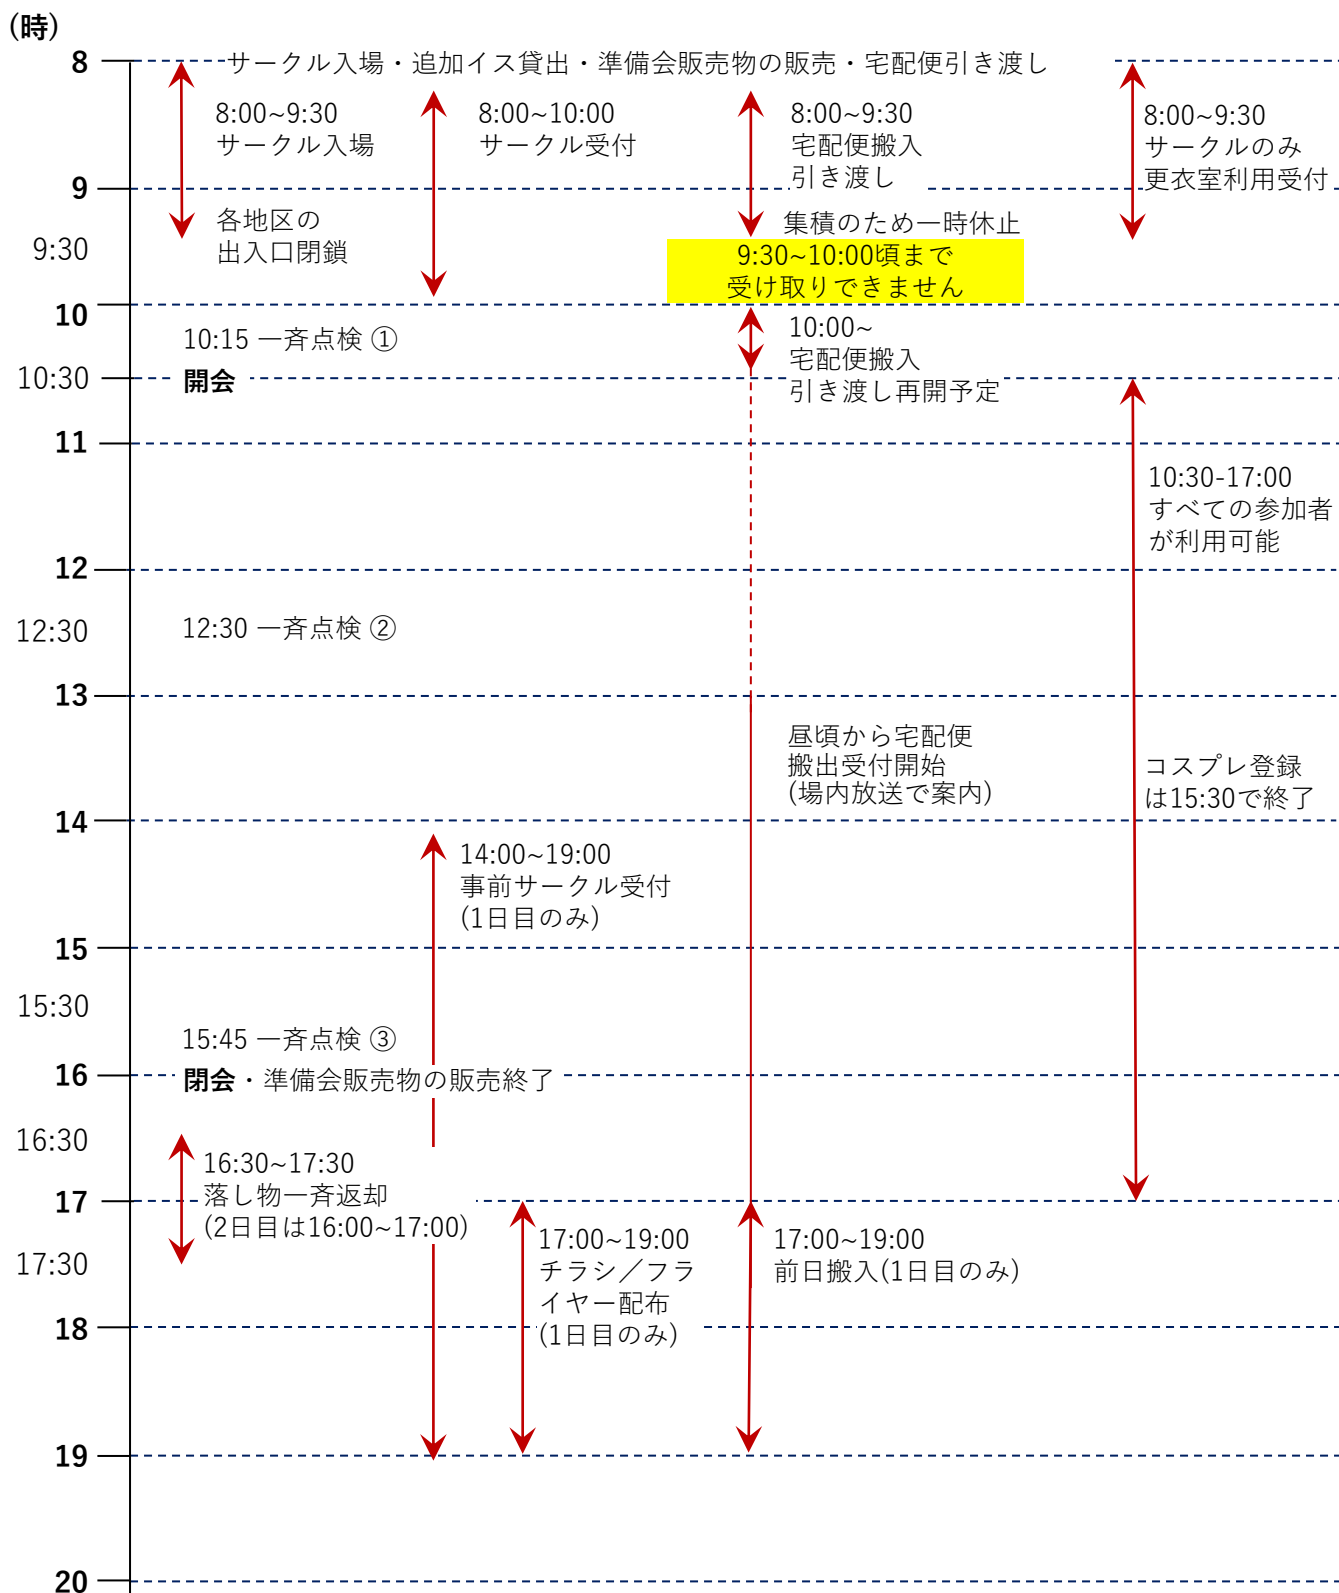 (時)
8
サークル入場・追加イス貸出・準備会販売物の販売・宅配便引き渡し
8:00~9:30
サークル入場
8:00~10:00
サークル受付
8:00~9:30
宅配便搬入
引き渡し
8:00~9:30
サークルのみ
更衣室利用受付
9
各地区の
出入口閉鎖
集積のため一時休止
9:30
9:30~10:00頃まで
受け取りできません
10
10:15 一斉点検 ①
10:00~
宅配便搬入
引き渡し再開予定
10:30
開会
11
10:30-17:00
すべての参加者
が利用可能
12
12:30
12:30 一斉点検 ②
13
昼頃から宅配便
搬出受付開始
(場内放送で案内)
コスプレ登録
は15:30で終了
14
14:00~19:00
事前サークル受付
(1日目のみ)
15
15:30
15:45 一斉点検 ③
16
閉会・準備会販売物の販売終了
16:30
16:30~17:30
落し物一斉返却
(2日目は16:00~17:00)
17
17:30
17:00~19:00
チラシ／フラ
イヤー配布
(1日目のみ)
17:00~19:00
前日搬入(1日目のみ)
18
19
20